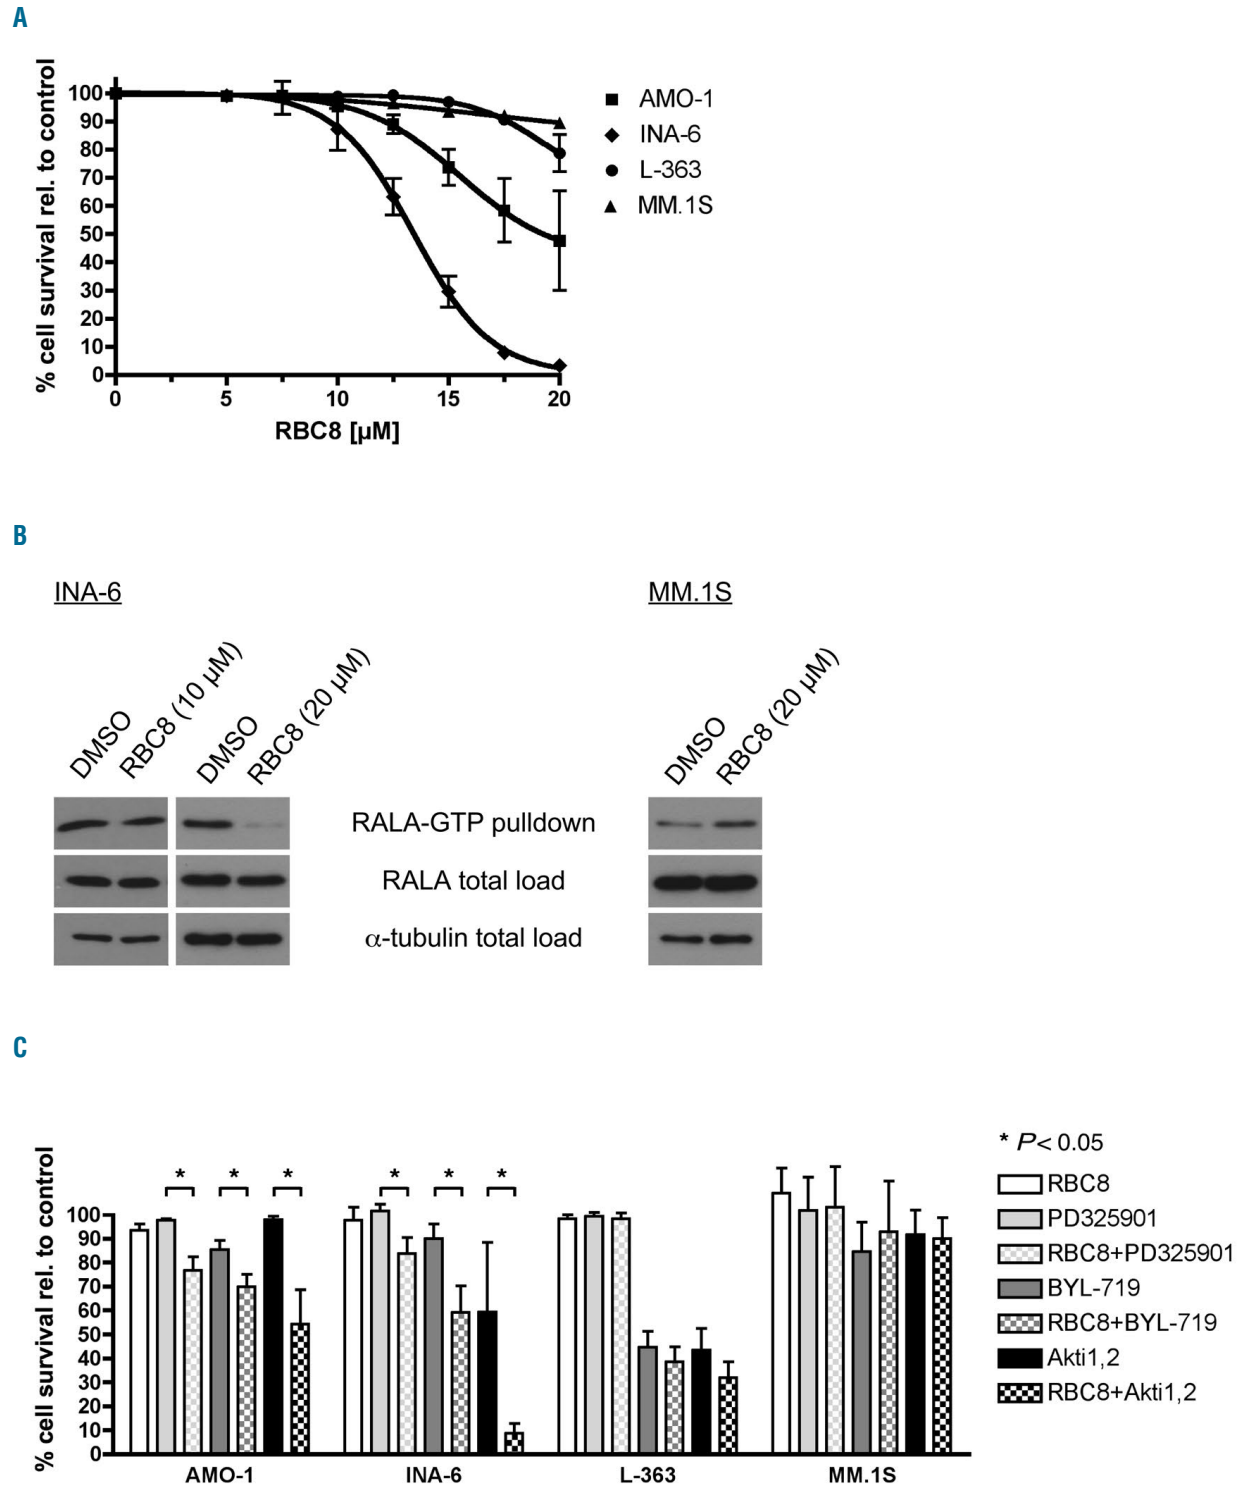 A
% cell survival rel. to control
100
90
80
70
60
50
40
30
20
10
0
0 5 10 15 20
RBC8 [µM]
AMO-1
INA-6
L-363
MM.1S
B
INA-6
MM.1S
DMSO
RBC8 (10 µM)
DMSO
RBC8 (20 µM)
DMSO
RBC8 (20 µM)
RALA-GTP pulldown
RALA total load
α-tubulin total load
C
% cell survival rel. to control
100
90
80
70
60
50
40
30
20
10
0
* * *
* * *
AMO-1 INA-6 L-363 MM.1S
* P< 0.05
RBC8
PD325901
RBC8+PD325901
BYL-719
RBC8+BYL-719
Akti1,2
RBC8+Akti1,2